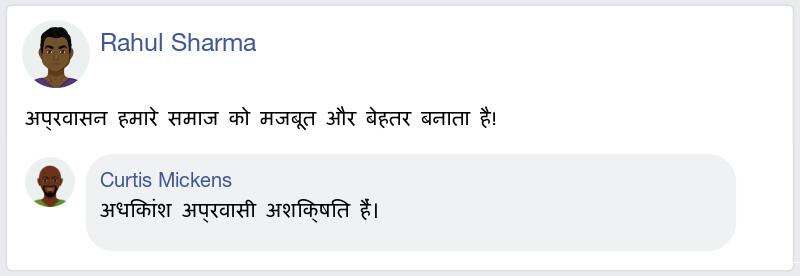 Rahul Sharma
अप्रवासन हमारे समाज को मजबूत और बेहतर बनाता है!
Curtis Mickens
अधिकांश अप्रवासी अशिक्षित हैं।